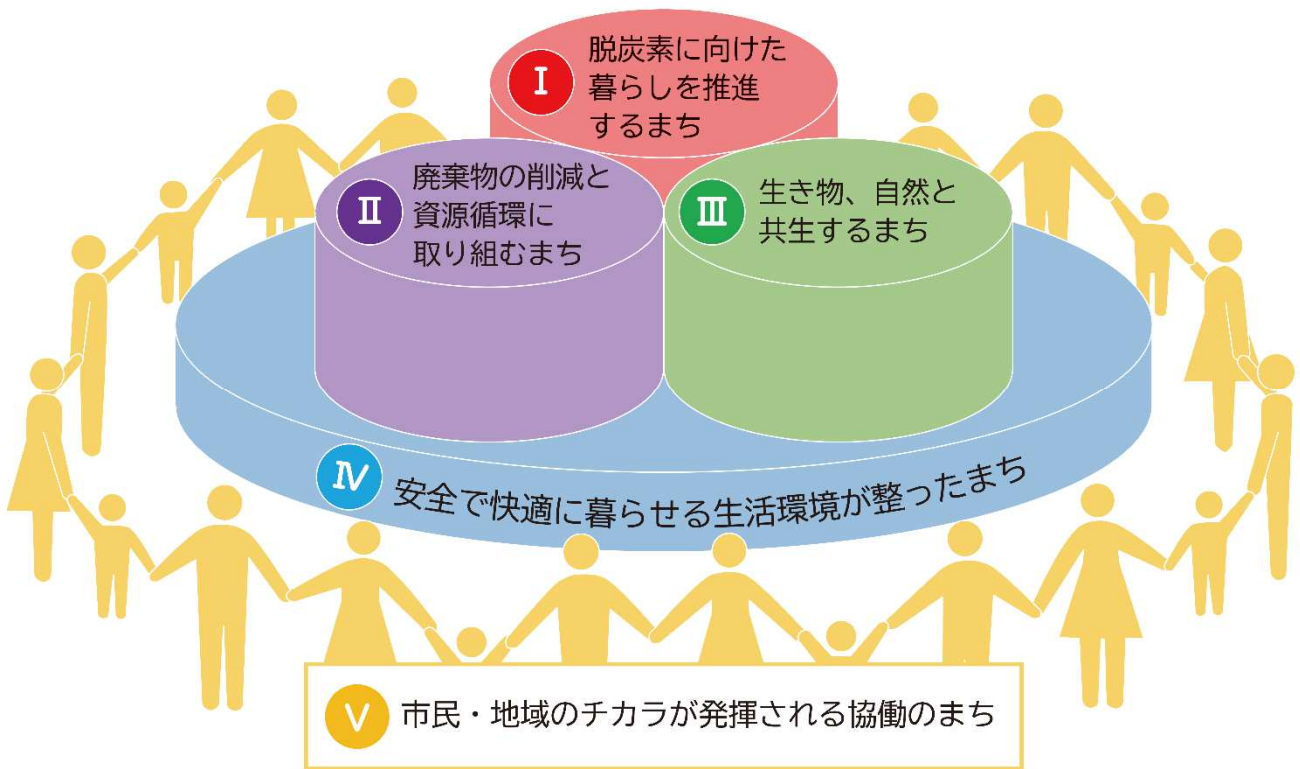 Ⅰ
脱炭素に向けた
暮らしを推進
するまち
Ⅱ
廃棄物の削減と
資源循環に
取り組むまち
Ⅲ
生き物、自然と
共生するまち
Ⅳ
安全で快適に暮らせる生活環境が整ったまち
Ⅴ
市民・地域のチカラが発揮される協働のまち